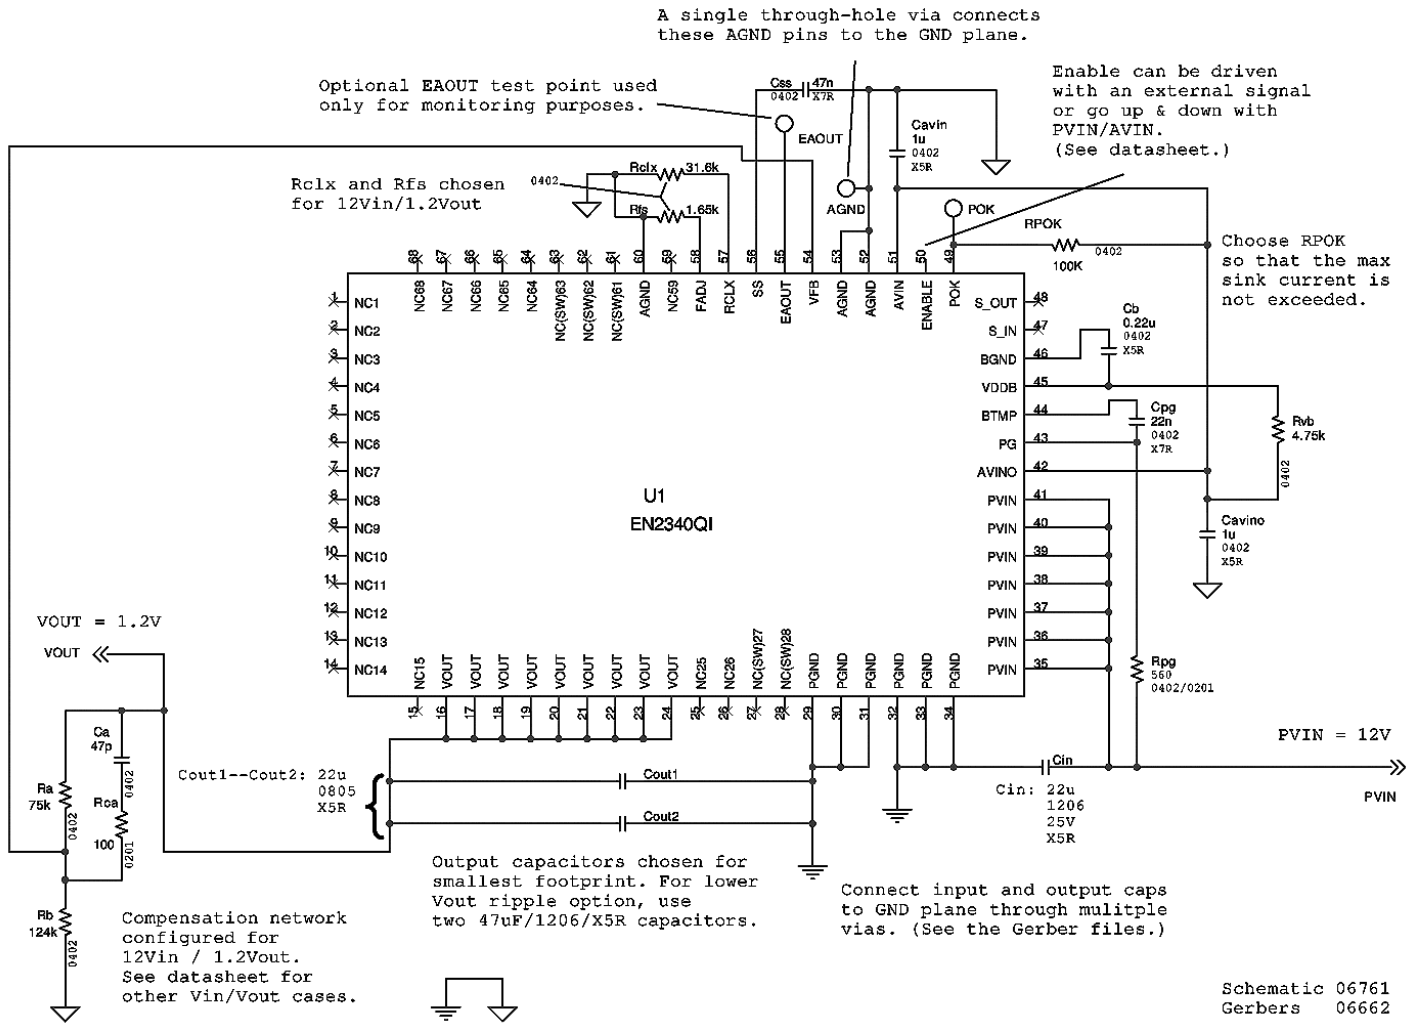 A single through-hole via connects
these AGND pins to the GND plane.
Optional EAOUT test point used
only for monitoring purposes.
Enable can be driven
with an external signal
or go up & down with
PVIN/AVIN.
(See datasheet.)
Css 47n
0402 X7R
EAOUT
Cavin
1u
0402
X5R
Rclx and Rfs chosen
for 12Vin/1.2Vout
0402
Rclx 31.6k
Rfs 1.65k
AGND
POK
RPOK
100K
0402
Choose RPOK
so that the max
sink current is
not exceeded.
68 67 66 65 64 63 62 61 60 59 58 57 56 55 54 53 52 51 50 49
NC68 NC67 NC66 NC65 NC64 NC(SW)63 NC(SW)62 NC(SW)61 AGND NC59 FADJ RCLX SS EAOUT VFB AGND AGND AVIN ENABLE POK
1 NC1
2 NC2
3 NC3
4 NC4
5 NC5
6 NC6
7 NC7
8 NC8
9 NC9
10 NC10
11 NC11
12 NC12
13 NC13
14 NC14
U1
EN2340QI
S_OUT 48
S_IN 47
BGND 46
VDDB 45
BTMP 44
PG 43
AVINO 42
PVIN 41
PVIN 40
PVIN 39
PVIN 38
PVIN 37
PVIN 36
PVIN 35
Cb
0.22u
0402
X5R
Cpg
22n
0402
X7R
Rvb
4.75k
0402
Cavino
1u
0402
X5R
Rpg
560
0402/0201
NC15 VOUT VOUT VOUT VOUT VOUT VOUT VOUT VOUT VOUT NC25 NC26 NC(SW)27 NC(SW)28 PGND PGND PGND PGND PGND PGND
15 16 17 18 19 20 21 22 23 24 25 26 27 28 29 30 31 32 33 34
VOUT = 1.2V
VOUT
Ca
47p
0402
Ra
75k
0402
Rca
100
0201
Rb
124k
0402
Cout1--Cout2: 22u
0805
X5R
Cout1
Cout2
Cin
Cin: 22u
1206
25V
X5R
PVIN = 12V
PVIN
Output capacitors chosen for
smallest footprint. For lower
Vout ripple option, use
two 47uF/1206/X5R capacitors.
Connect input and output caps
to GND plane through mulitple
vias. (See the Gerber files.)
Compensation network
configured for
12Vin / 1.2Vout.
See datasheet for
other Vin/Vout cases.
Schematic 06761
Gerbers 06662